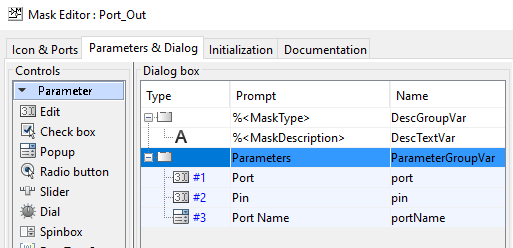 Mask Editor : Port_Out
Icon & Ports Parameters & Dialog Initialization Documentation
Controls
Parameter
Edit
Check box
Popup
Radio button
Slider
Dial
Spinbox
Dialog box
Type Prompt Name
%<MaskType> DescGroupVar
A %<MaskDescription> DescTextVar
Parameters ParameterGroupVar
#1 Port port
#2 Pin pin
#3 Port Name portName